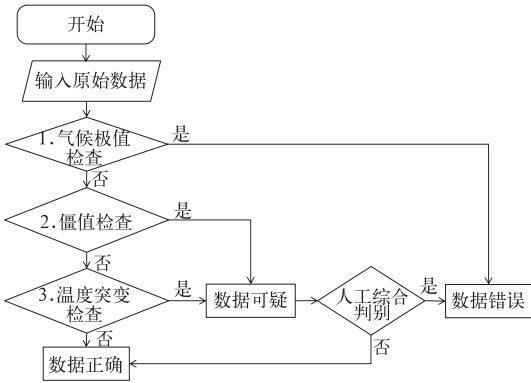 开始
输入原始数据
1.气候极值
检查
是
否
2.僵值检查
是
否
3.温度突变
检查
是
数据可疑
人工综合
判别
是
数据错误
否
否
数据正确